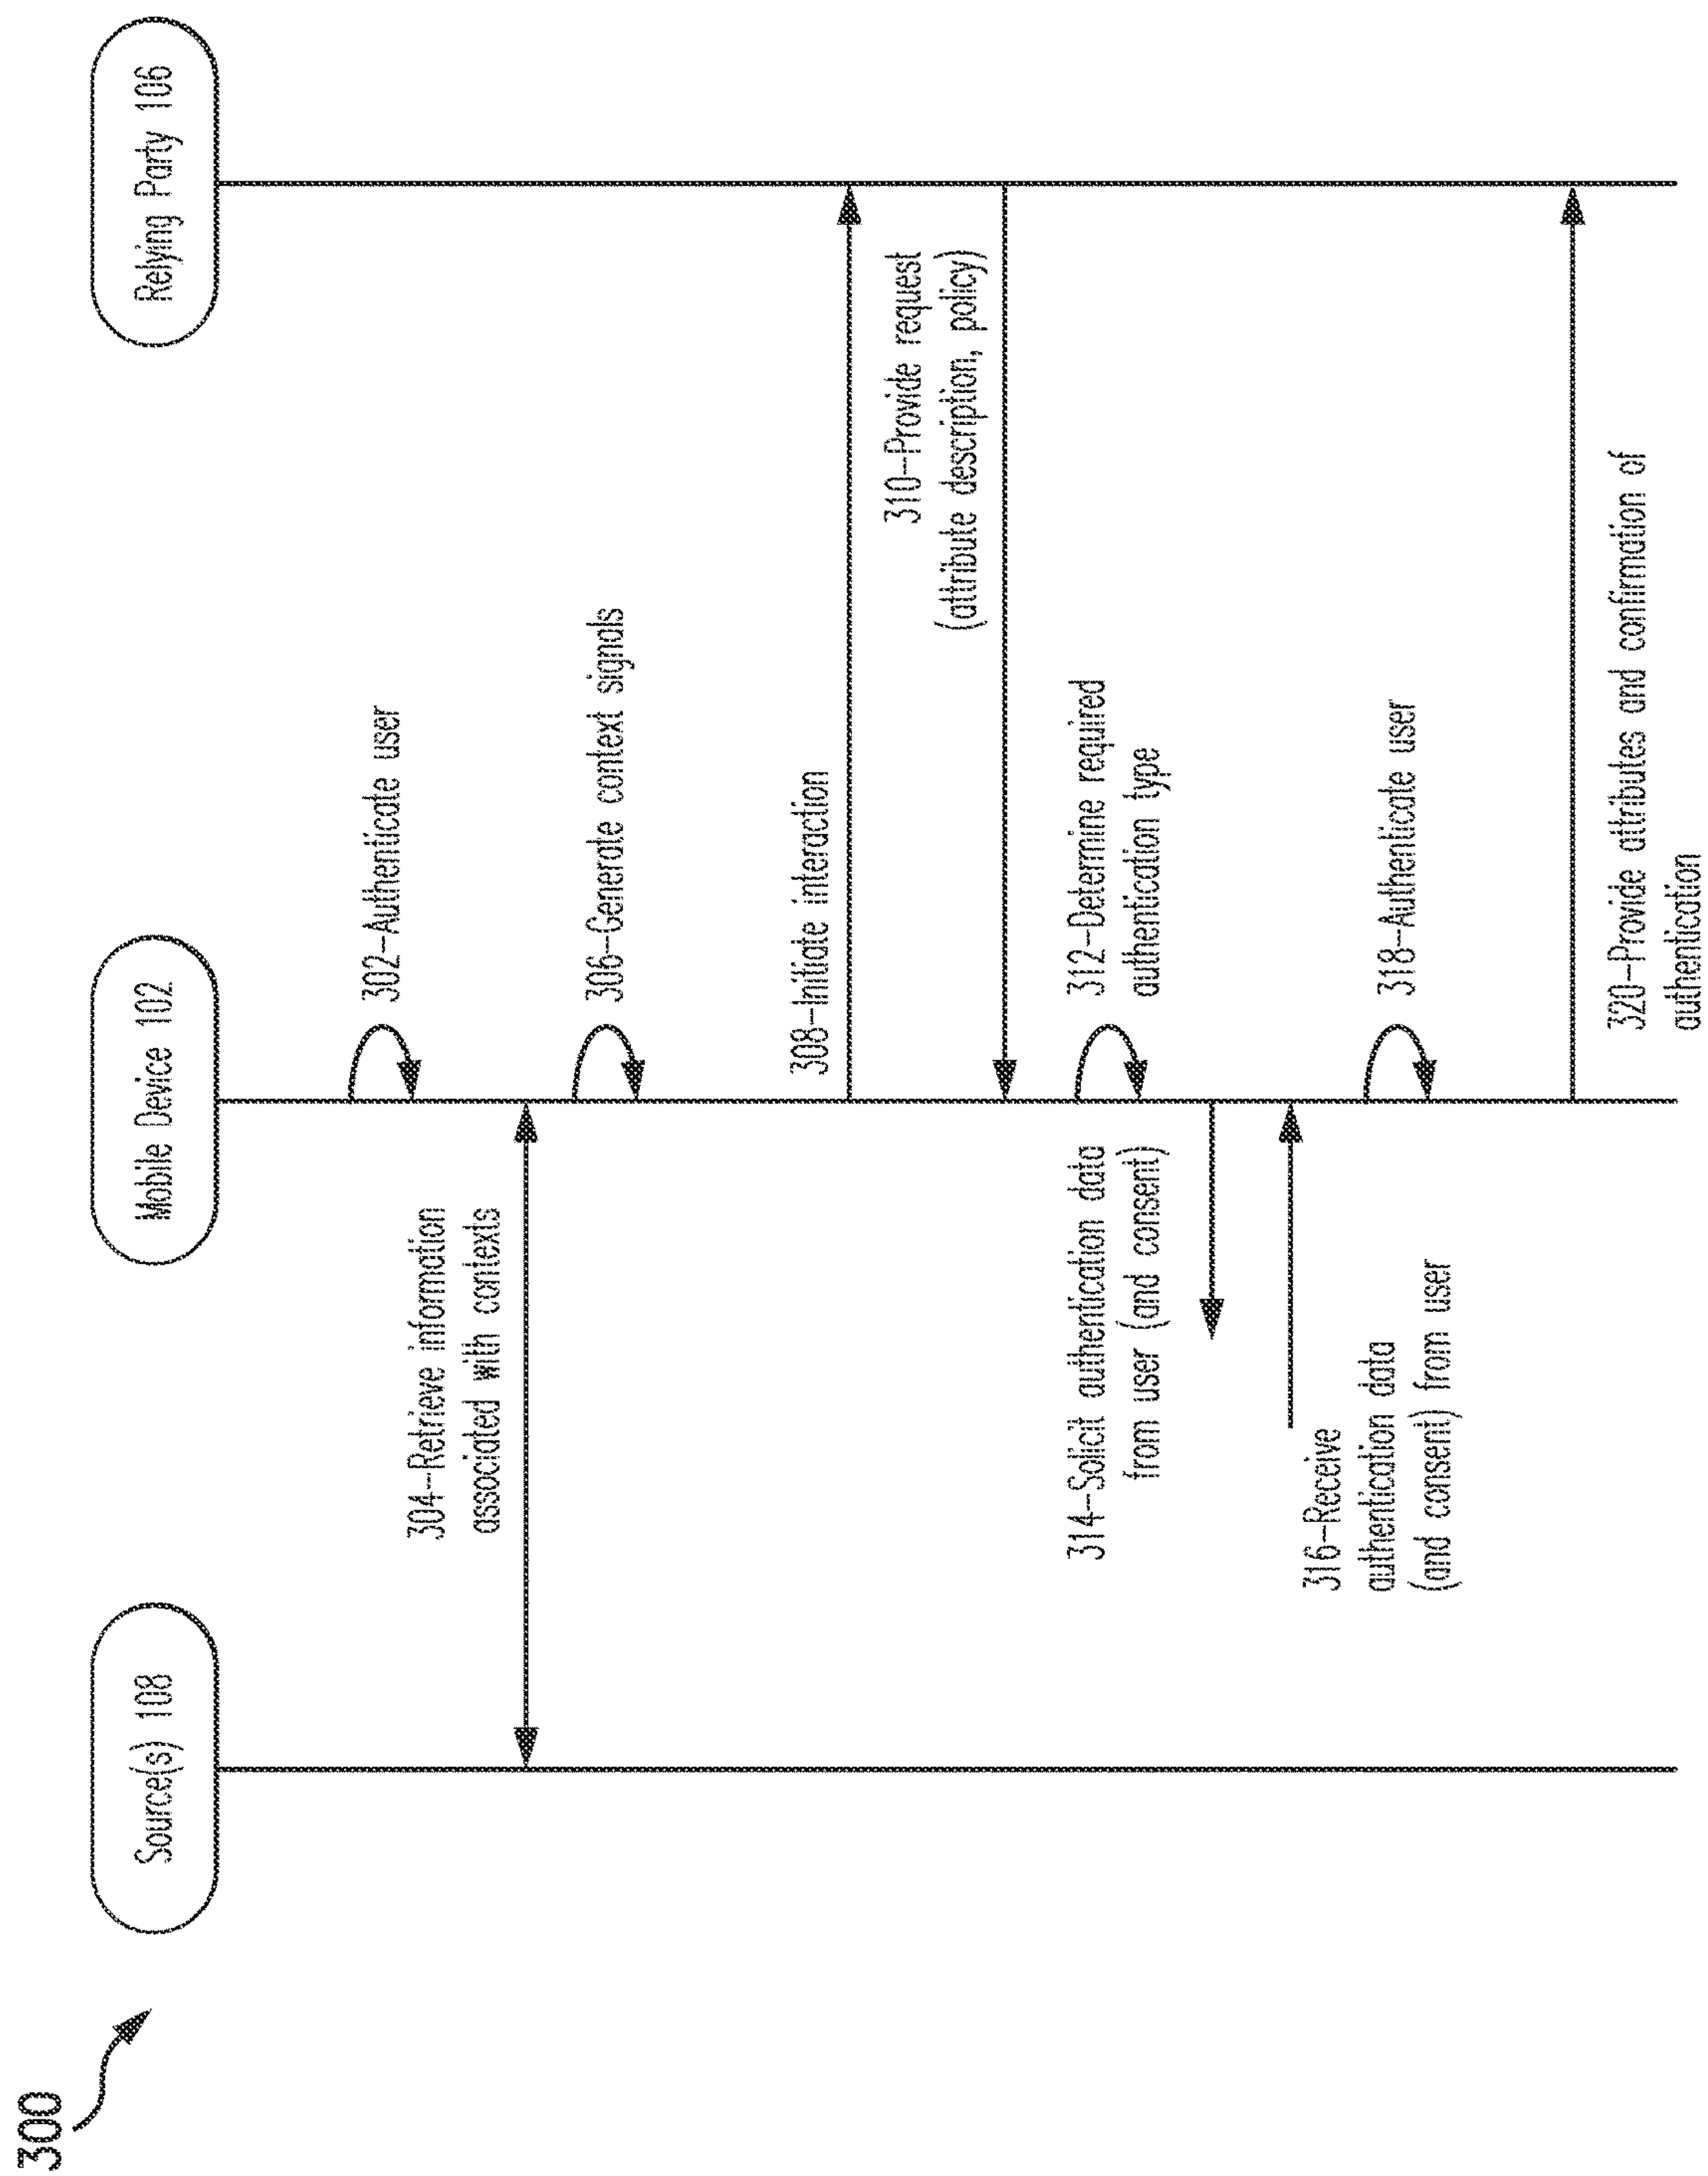 300
Source(s) 108
Mobile Device 102
Relying Party 106
302-Authenticate user
304-Retrieve information
associated with contexts
306-Generate context signals
308-Initiate interaction
310-Provide request
(attribute description, policy)
312-Determine required
authentication type
314-Solicit authentication data
from user (and consent)
316-Receive
authentication data
(and consent) from user
318-Authenticate user
320-Provide attributes and confirmation of
authentication